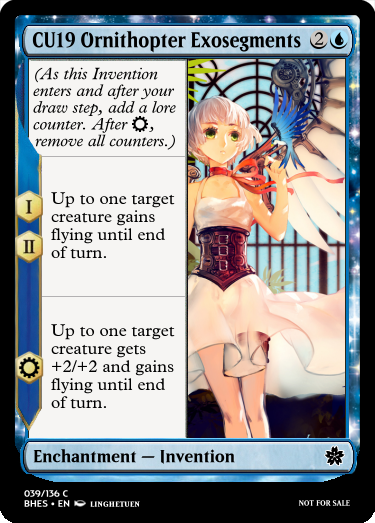 CU19 Ornithopter Exosegments 2
(As this Invention
enters and after your
draw step, add a lore
counter. After ,
remove all counters.)
I
II
Up to one target
creature gains
flying until end
of turn.
Up to one target
creature gets
+2/+2 and gains
flying until end
of turn.
Enchantment — Invention
039/136 C
BHES • EN LINGHETUEN
NOT FOR SALE